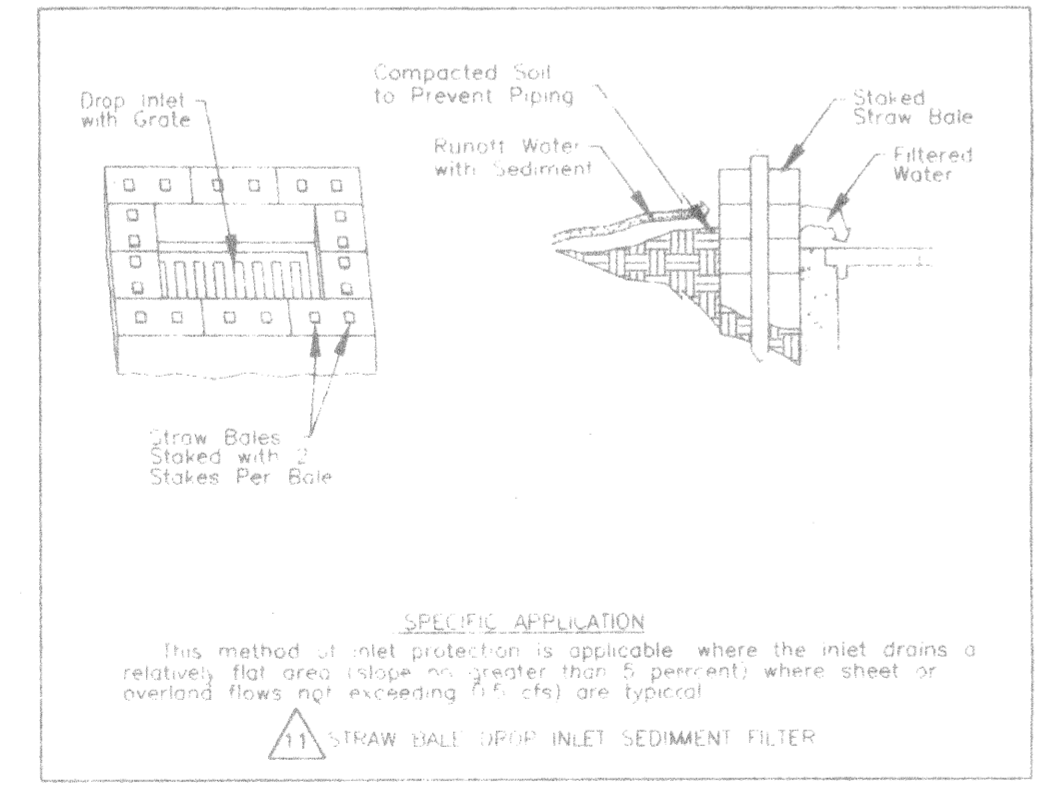 Drop Inlet
with Grate
Compacted Soil
to Prevent Piping
Runoff Water
with Sediment
Staked
Straw Bale
Filtered
Water
Straw Bales
Staked with 2
Stakes Per Bale
SPECIFIC APPLICATION
This method of inlet protection is applicable where the inlet drains a
relatively flat area (slope no greater than 5 perrcent) where sheet or
overland flows not exceeding 0.5 cfs) are typiccal
11 STRAW BALE DROP INLET SEDIMMENT FILTER